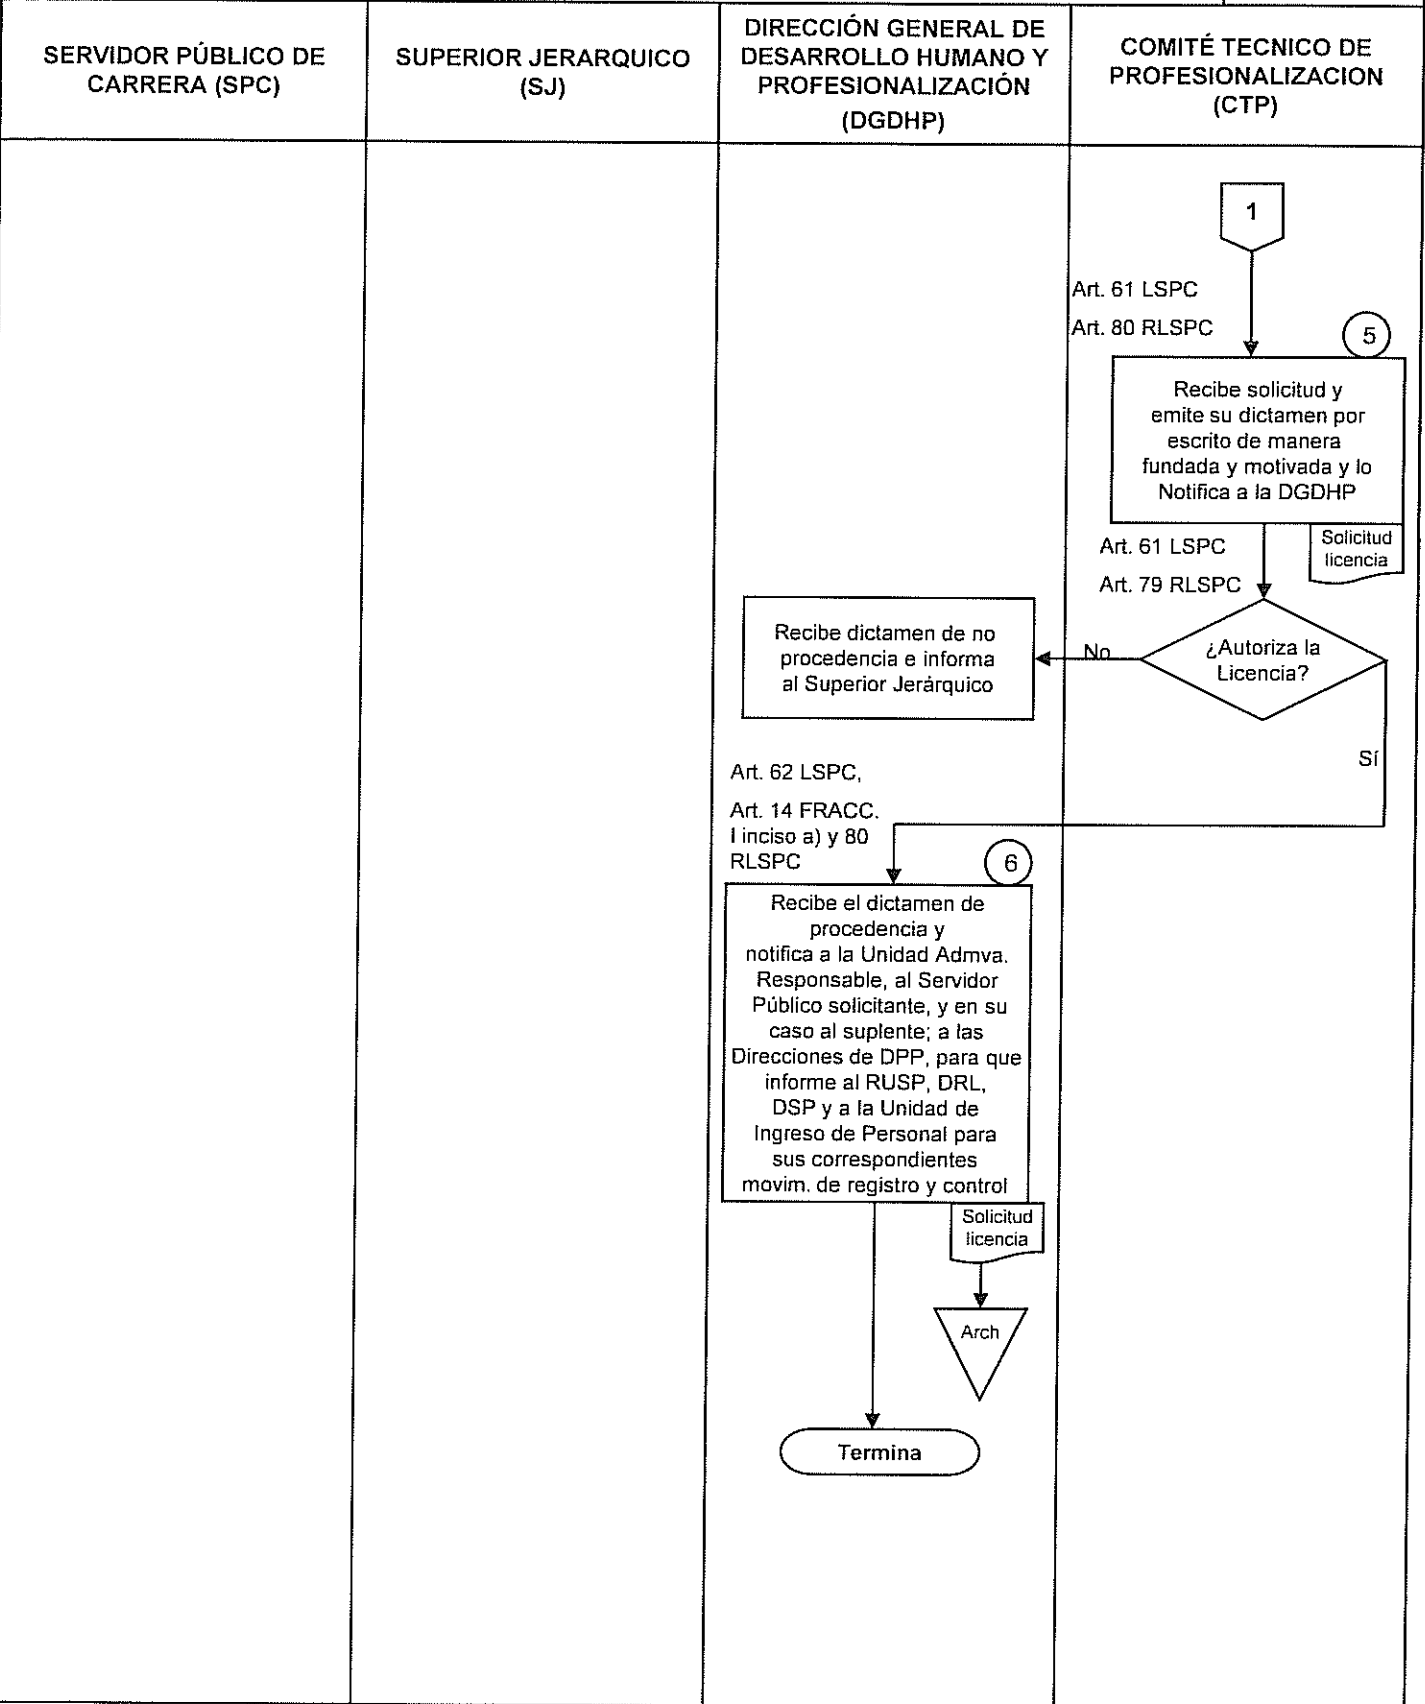 SERVIDOR PÚBLICO DE
CARRERA (SPC)
SUPERIOR JERARQUICO
(SJ)
DIRECCIÓN GENERAL DE
DESARROLLO HUMANO Y
PROFESIONALIZACIÓN
(DGDHP)
COMITÉ TECNICO DE
PROFESIONALIZACION
(CTP)
1
Art. 61 LSPC
Art. 80 RLSPC
5
Recibe solicitud y
emite su dictamen por
escrito de manera
fundada y motivada y lo
Notifica a la DGDHP
Solicitud
licencia
Art. 61 LSPC
Art. 79 RLSPC
¿Autoriza la
Licencia?
No
Recibe dictamen de no
procedencia e informa
al Superior Jerárquico
Sí
Art. 62 LSPC,
Art. 14 FRACC.
I inciso a) y 80
RLSPC
6
Recibe el dictamen de
procedencia y
notifica a la Unidad Admva.
Responsable, al Servidor
Público solicitante, y en su
caso al suplente; a las
Direcciones de DPP, para que
informe al RUSP, DRL,
DSP y a la Unidad de
Ingreso de Personal para
sus correspondientes
movim. de registro y control
Solicitud
licencia
Arch
Termina